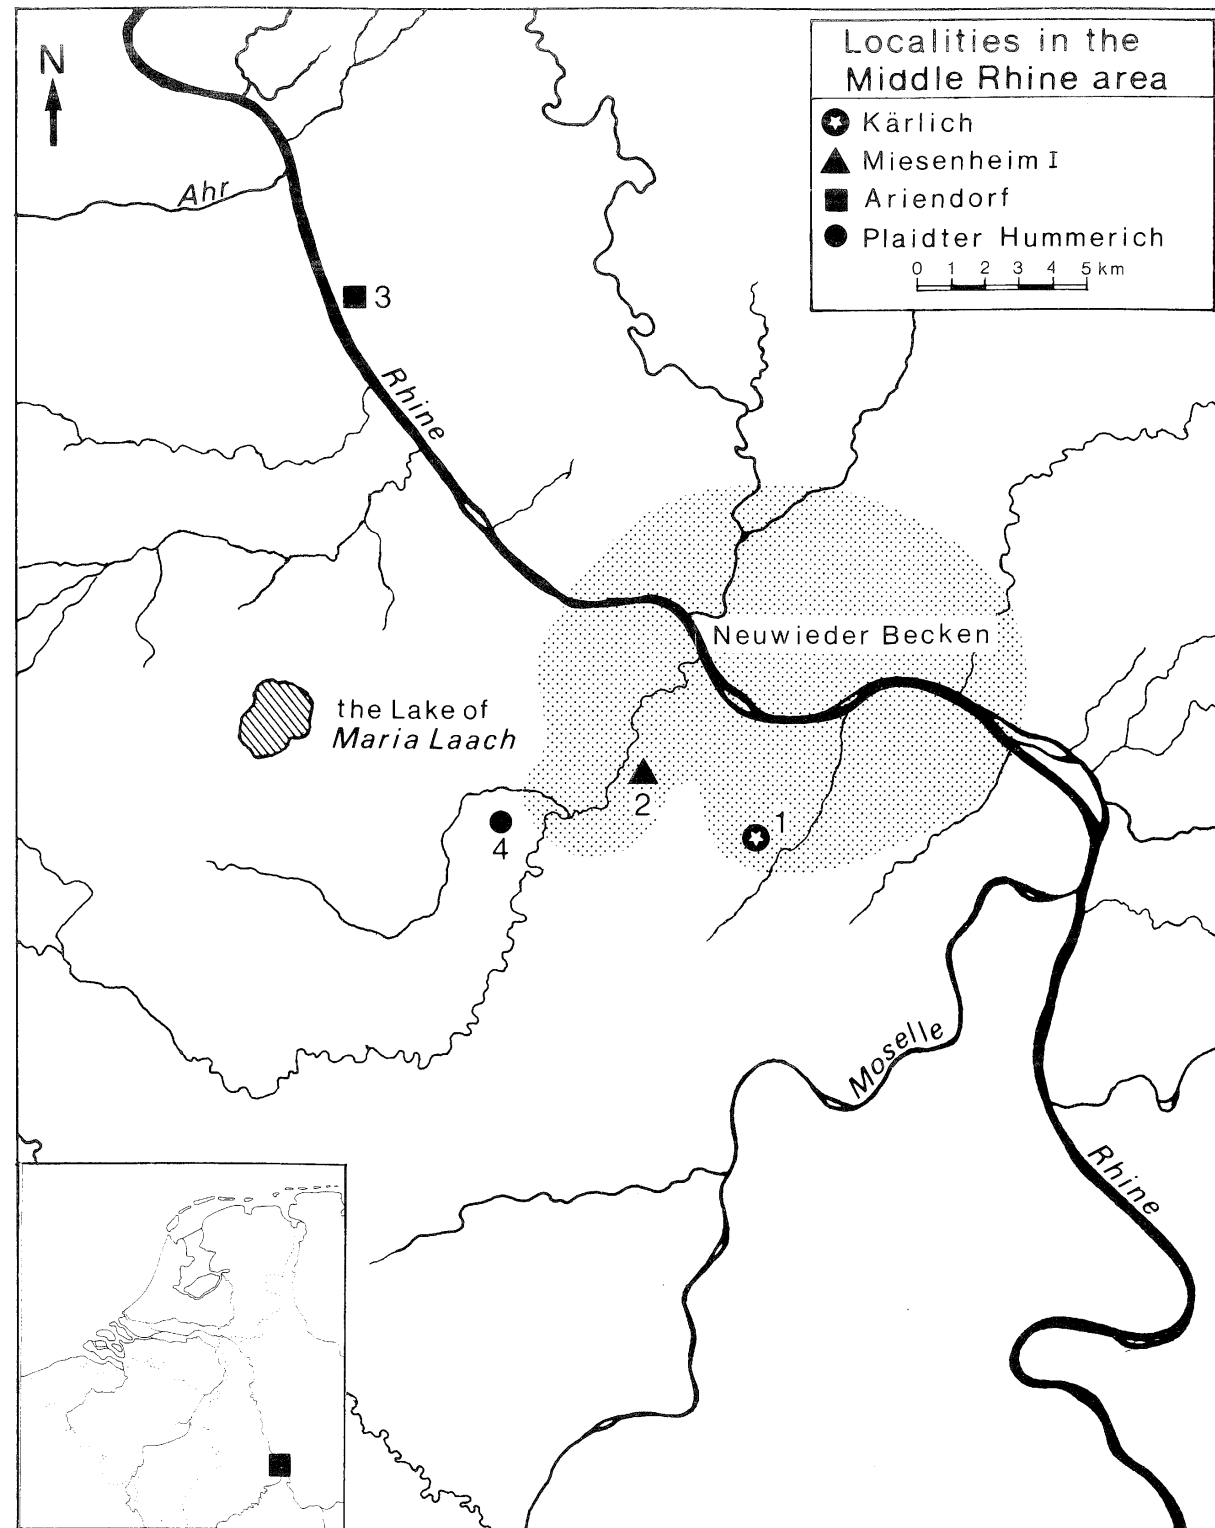 Localities in the
Middle Rhine area
Kärlich
Miesenheim I
Ariendorf
Plaidter Hummerich
0 1 2 3 4 5 km
N
Ahr
3
Rhine
Neuwieder Becken
the Lake of
Maria Laach
2
1
4
Moselle
Rhine